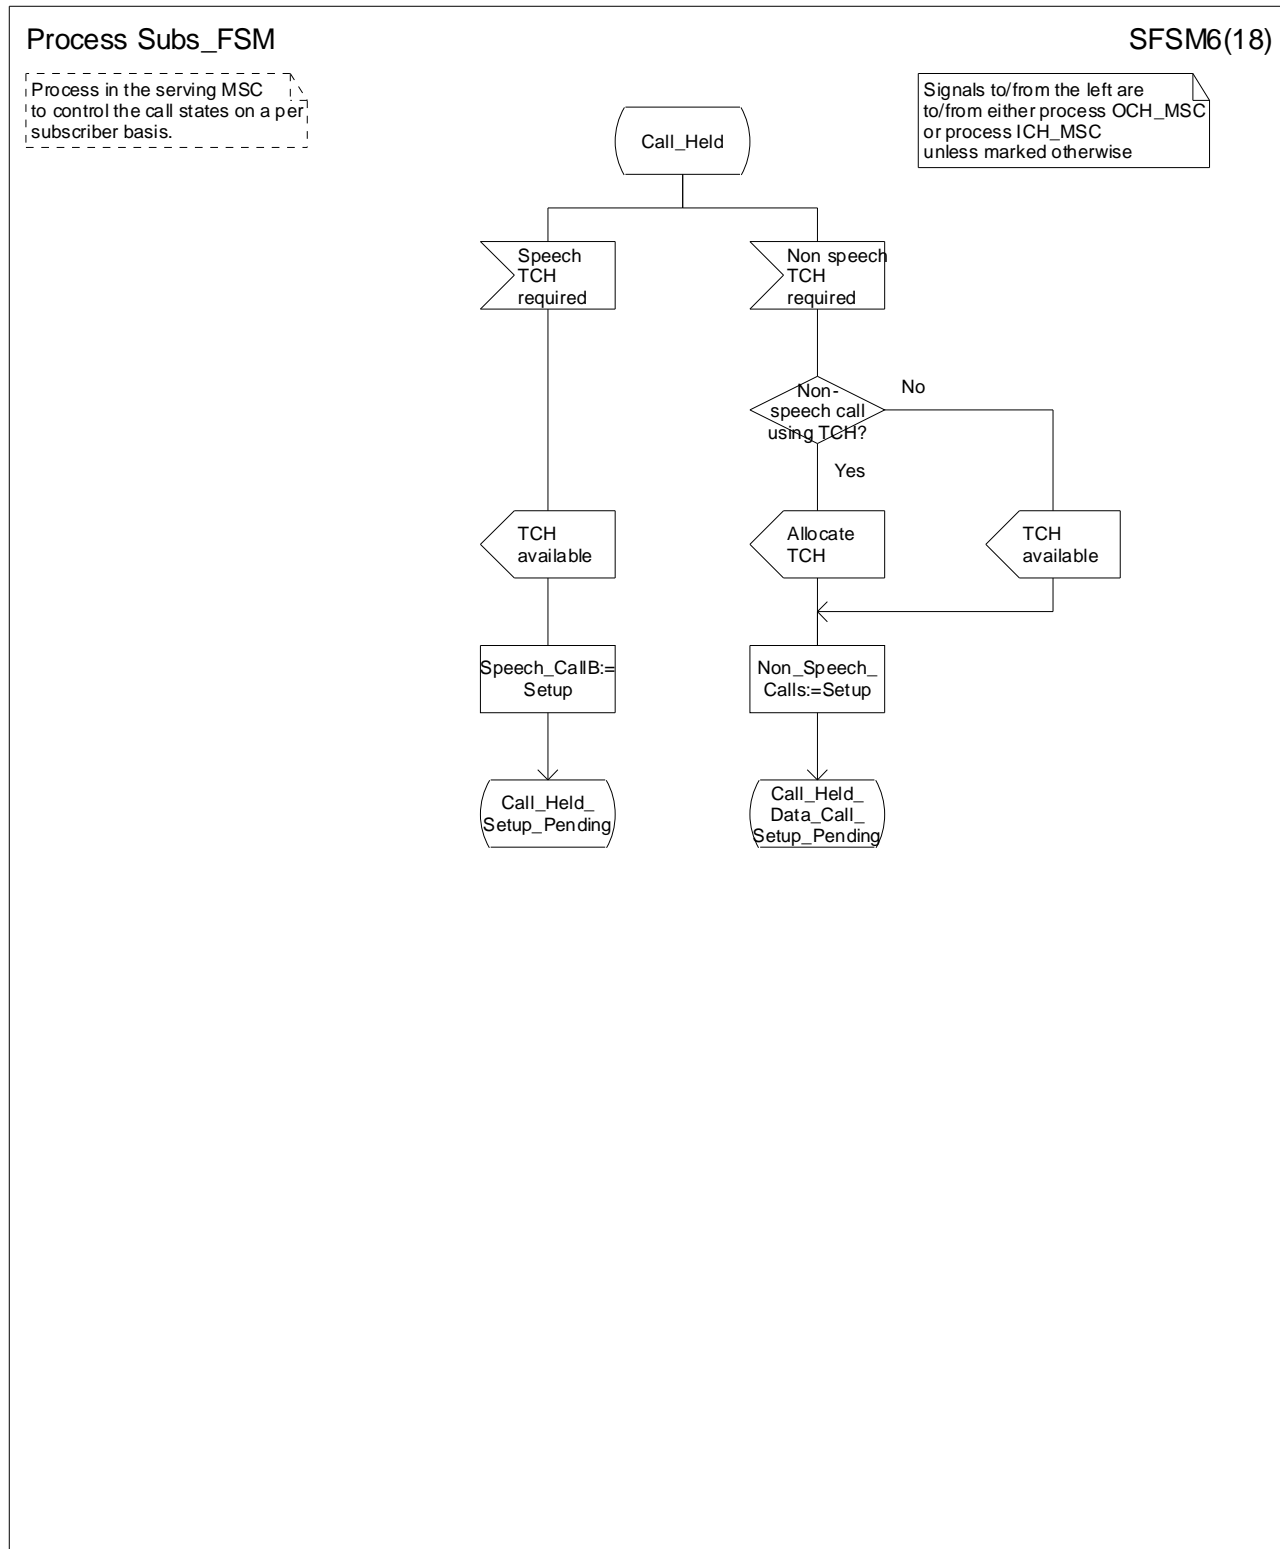 Process Subs_FSM
SFSM6(18)
Process in the serving MSC
to control the call states on a per
subscriber basis.
Signals to/from the left are
to/from either process OCH_MSC
or process ICH_MSC
unless marked otherwise
Call_Held
Speech
TCH
required
Non speech
TCH
required
Non-
speech call
using TCH?
No
Yes
TCH
available
Allocate
TCH
TCH
available
Speech_CallB:=
Setup
Non_Speech_
Calls:=Setup
Call_Held_
Setup_Pending
Call_Held_
Data_Call_
Setup_Pending